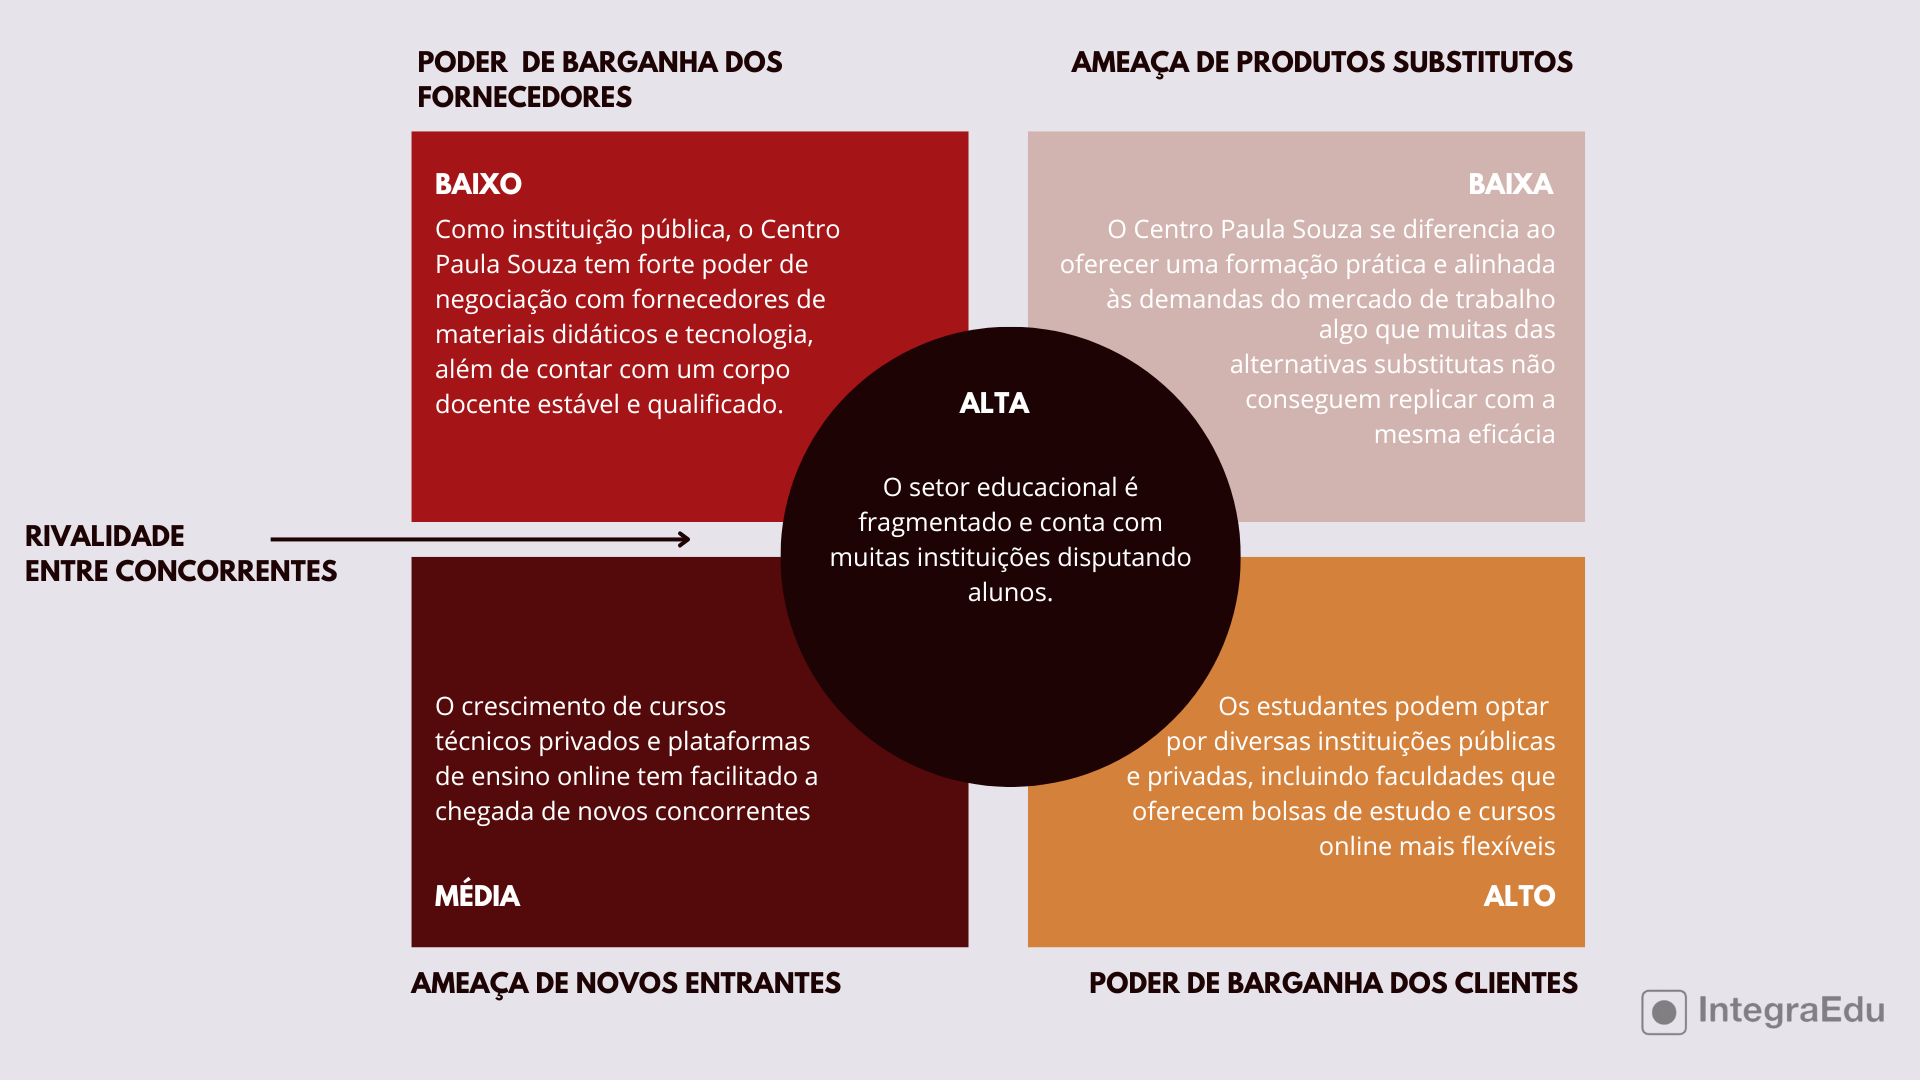 PODER DE BARGANHA DOS
FORNECEDORES
AMEAÇA DE PRODUTOS SUBSTITUTOS
BAIXO
Como instituição pública, o Centro
Paula Souza tem forte poder de
negociação com fornecedores de
materiais didáticos e tecnologia,
além de contar com um corpo
docente estável e qualificado.
BAIXA
O Centro Paula Souza se diferencia ao
oferecer uma formação prática e alinhada
às demandas do mercado de trabalho
algo que muitas das
alternativas substitutas não
conseguem replicar com a
mesma eficácia
RIVALIDADE
ENTRE CONCORRENTES
ALTA
O setor educacional é
fragmentado e conta com
muitas instituições disputando
alunos.
O crescimento de cursos
técnicos privados e plataformas
de ensino online tem facilitado a
chegada de novos concorrentes
MÉDIA
Os estudantes podem optar
por diversas instituições públicas
e privadas, incluindo faculdades que
oferecem bolsas de estudo e cursos
online mais flexíveis
ALTO
AMEAÇA DE NOVOS ENTRANTES
PODER DE BARGANHA DOS CLIENTES
IntegraEdu